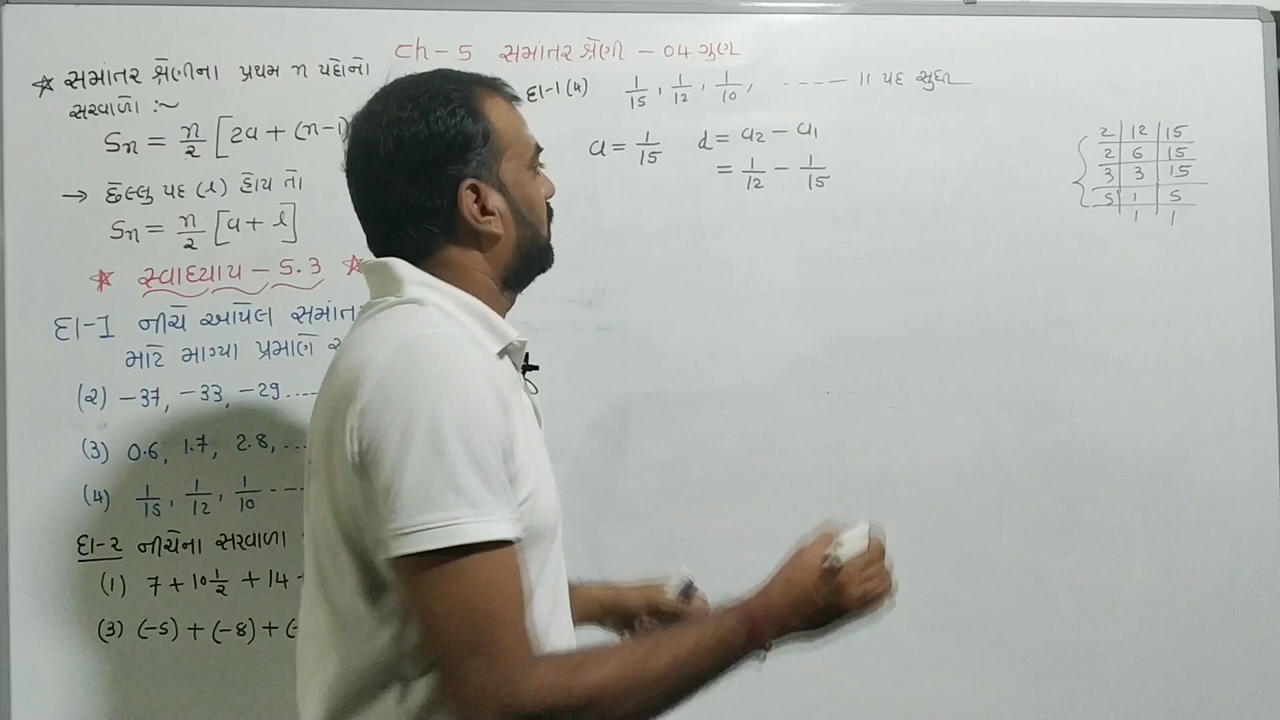 Ch-5 સમાંતર શ્રેણી - 04 ગુણ
☆ સમાંતર શ્રેણીના પ્રથમ n પદોનો
સરવાળો :~
Sn = n/2 [2a + (n-1)
→ છેલ્લુ પદ (l) હોય તો
Sn = n/2 [a + l]
☆ સ્વાધ્યાય - 5.3 ☆
દા-1 નીચે આપેલ સમાંત
માટે માગ્યા પ્રમાણે
(2) -37, -33, -29....
(3) 0.6, 1.7, 2.8, ...
(4) 1/15, 1/12, 1/10 ---
દા-2 નીચેના સરવાળા
(1) 7 + 10 1/2 + 14
(3) (-5) + (-8) + (-
દા-1(4) 1/15, 1/12, 1/10, ----- 11 પદ સુધી
a = 1/15 d = a2 - a1
= 1/12 - 1/15
2 12 15
2 6 15
3 3 15
5 1 5
1 1